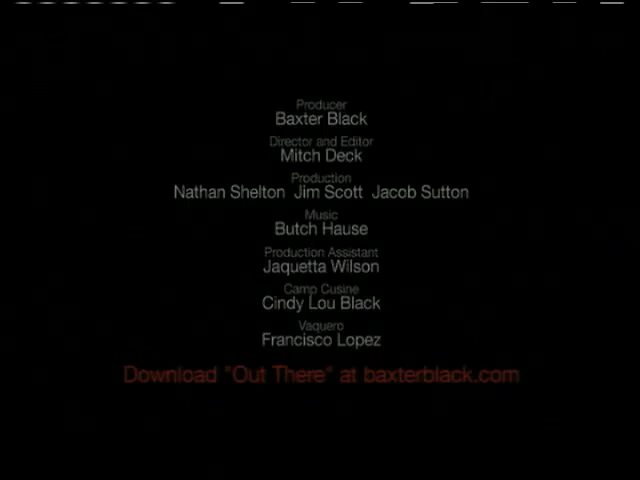 Producer
Baxter Black
Director and Editor
Mitch Deck
Production
Nathan Shelton Jim Scott Jacob Sutton
Music
Butch Hause
Production Assistant
Jaquetta Wilson
Camp Cusine
Cindy Lou Black
Vaquero
Francisco Lopez
Download "Out There" at baxterblack.com